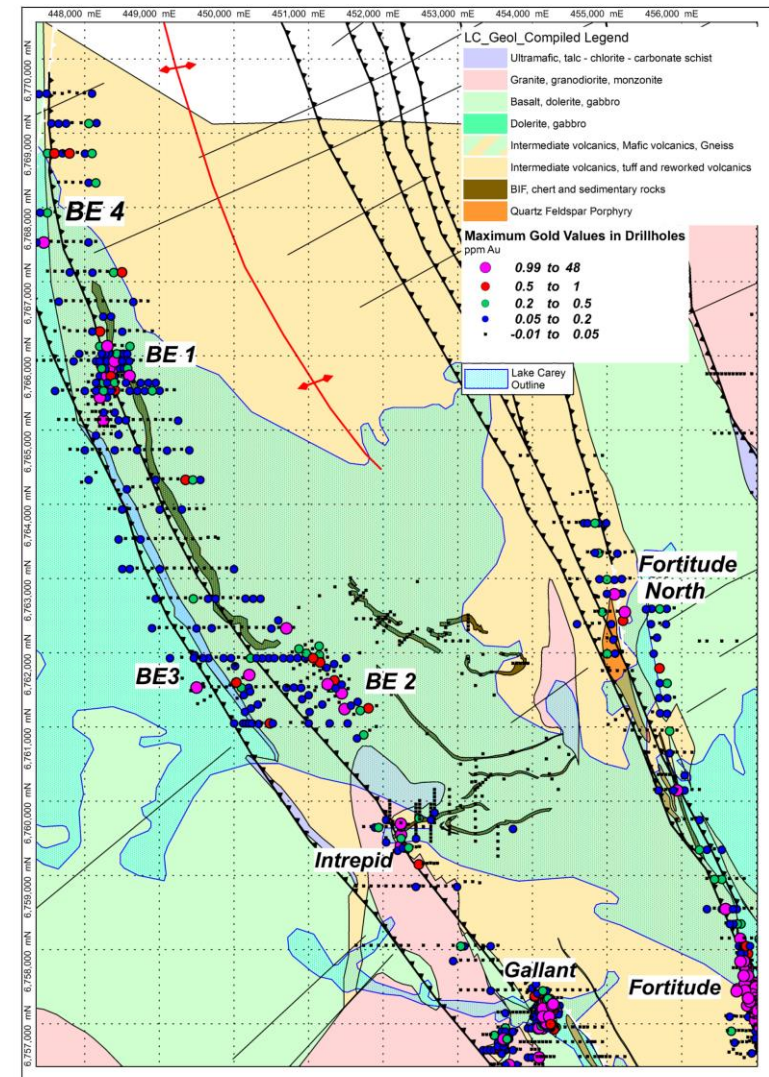 448,000 mE
449,000 mE
450,000 mE
451,000 mE
452,000 mE
453,000 mE
454,000 mE
455,000 mE
456,000 mE
LC_Geol_Compiled Legend
Ultramafic, talc - chlorite - carbonate schist
Granite, granodiorite, monzonite
Basalt, dolerite, gabbro
Dolerite, gabbro
Intermediate volcanics, Mafic volcanics, Gneiss
Intermediate volcanics, tuff and reworked volcanics
BIF, chert and sedimentary rocks
Quartz Feldspar Porphyry
Maximum Gold Values in Drillholes
ppm Au
0.99 to 48
0.5 to 1
0.2 to 0.5
0.05 to 0.2
-0.01 to 0.05
Lake Carey
Outline
6,770,000 mN
6,769,000 mN
6,768,000 mN
6,767,000 mN
6,766,000 mN
6,765,000 mN
6,764,000 mN
6,763,000 mN
6,762,000 mN
6,761,000 mN
6,760,000 mN
6,759,000 mN
6,758,000 mN
6,757,000 mN
BE 4
BE 1
Fortitude
North
BE3
BE 2
Intrepid
Gallant
Fortitude